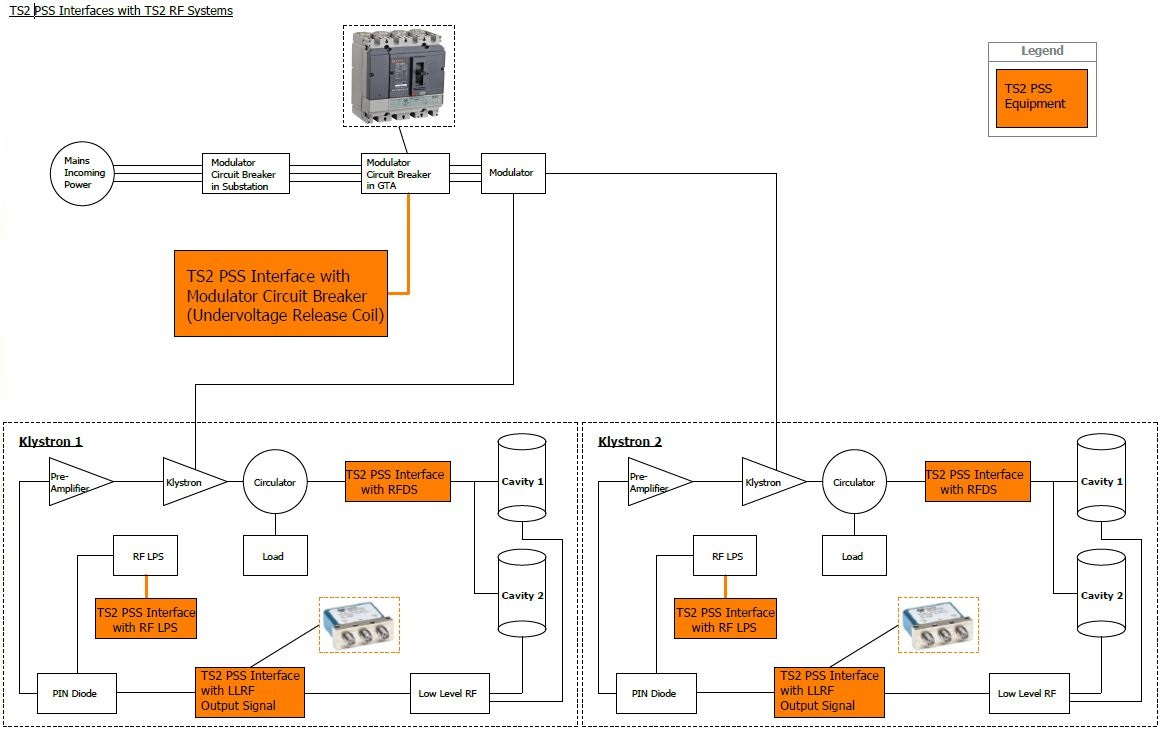 TS2 PSS Interfaces with TS2 RF Systems
Legend
TS2 PSS
Equipment
Mains
Incoming
Power
Modulator
Circuit Breaker
in Substation
Modulator
Circuit Breaker
in GTA
Modulator
TS2 PSS Interface with
Modulator Circuit Breaker
(Undervoltage Release Coil)
Klystron 1
Pre-
Amplifier
Klystron
Circulator
TS2 PSS Interface
with RFDS
Cavity 1
RF LPS
Load
Cavity 2
TS2 PSS Interface
with RF LPS
PIN Diode
TS2 PSS Interface
with LLRF
Output Signal
Low Level RF
Klystron 2
Pre-
Amplifier
Klystron
Circulator
TS2 PSS Interface
with RFDS
Cavity 1
RF LPS
Load
Cavity 2
TS2 PSS Interface
with RF LPS
PIN Diode
TS2 PSS Interface
with LLRF
Output Signal
Low Level RF